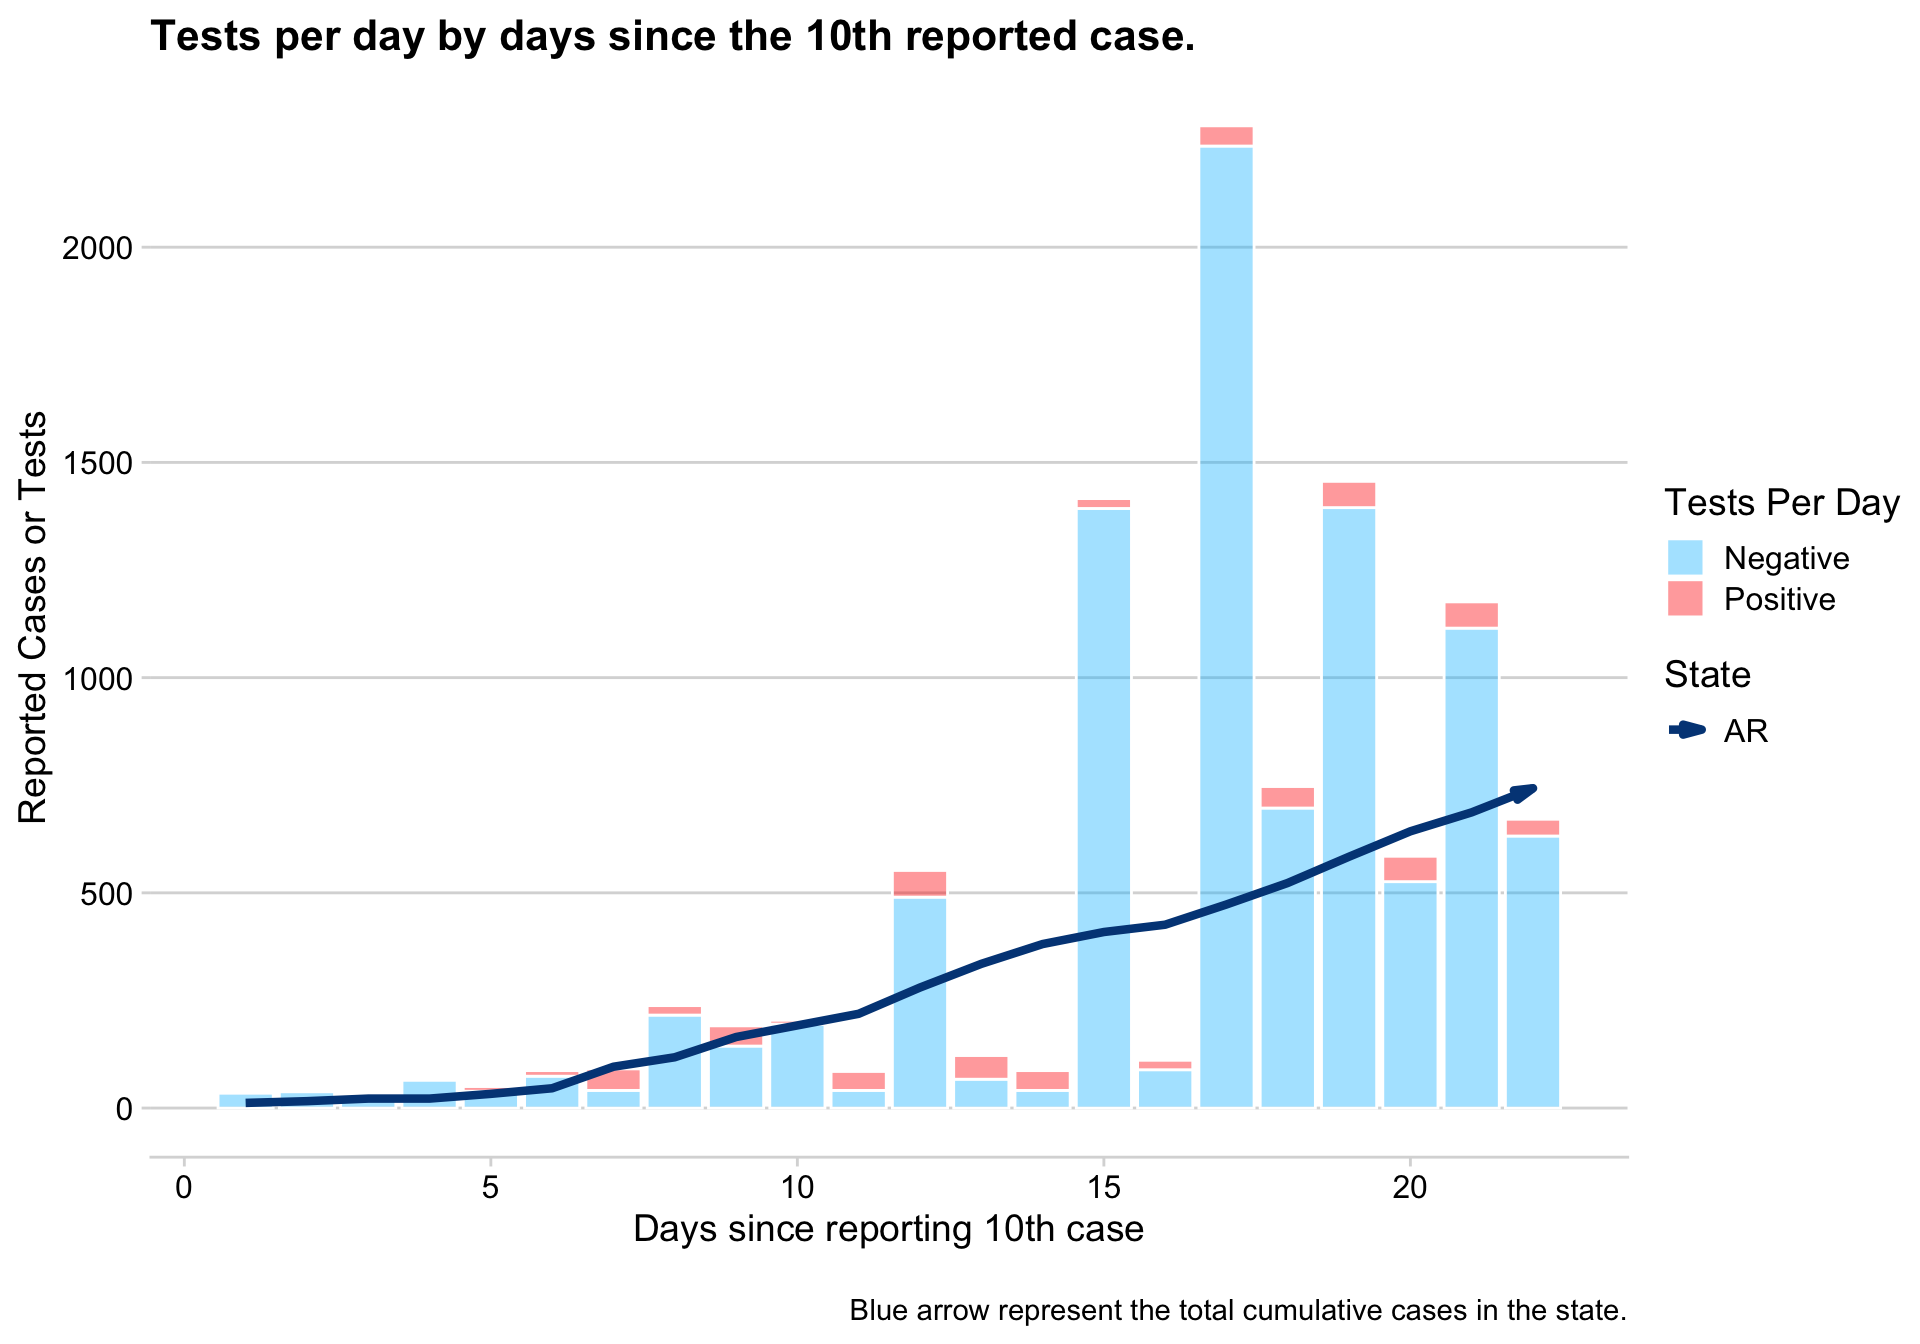 Tests per day by days since the 10th reported case.
Reported Cases or Tests
2000
1500
1000
500
0
0 5 10 15 20
Days since reporting 10th case
Tests Per Day
Negative
Positive
State
AR
Blue arrow represent the total cumulative cases in the state.